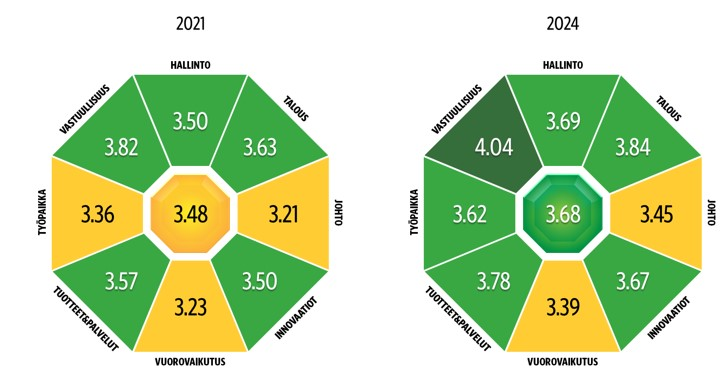 2021
HALLINTO
VASTUULLISUUS
TALOUS
3.50
3.82
3.63
TYÖPAIKKA
3.36
3.48
3.21
JOHTO
3.57
3.50
3.23
TUOTTEET&PALVELUT
INNOVAATIOT
VUOROVAIKUTUS
2024
HALLINTO
VASTUULLISUUS
TALOUS
3.69
4.04
3.84
TYÖPAIKKA
3.62
3.68
3.45
JOHTO
3.78
3.67
3.39
TUOTTEET&PALVELUT
INNOVAATIOT
VUOROVAIKUTUS